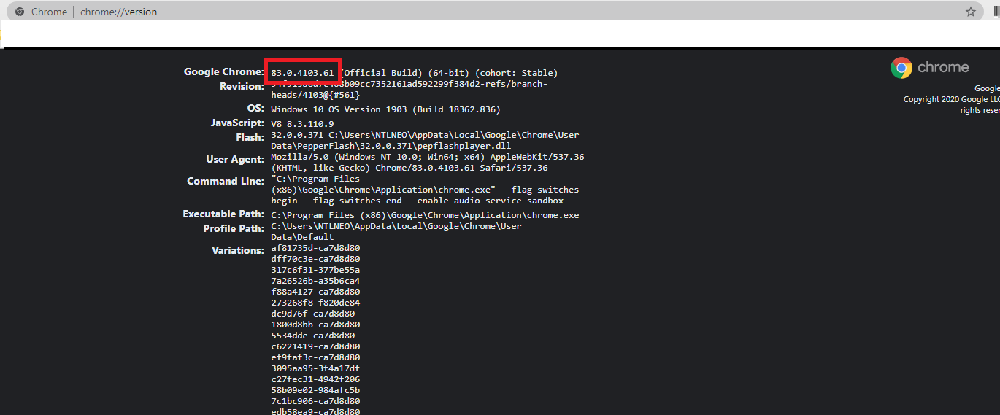 Chrome | chrome://version
chrome
Google
Copyright 2020 Google LLC
rights reser
Google Chrome: 83.0.4103.61 (Official Build) (64-bit) (cohort: Stable)
Revision:
refs/branch-
heads/4103@{#561}
OS: Windows 10 OS Version 1903 (Build 18362.836)
JavaScript: V8 8.3.110.9
Flash: 32.0.0.371 C:\Users\NTLNEO\AppData\Local\Google\Chrome\User
Data\PepperFlash\32.0.0.371\pepflashplayer.dll
User Agent: Mozilla/5.0 (Windows NT 10.0; Win64; x64) AppleWebKit/537.36
(KHTML, like Gecko) Chrome/83.0.4103.61 Safari/537.36
Command Line: "C:\Program Files
(x86)\Google\Chrome\Application\chrome.exe" --flag-switches-
begin --flag-switches-end --enable-audio-service-sandbox
Executable Path: C:\Program Files (x86)\Google\Chrome\Application\chrome.exe
Profile Path: C:\Users\NTLNEO\AppData\Local\Google\Chrome\User
Data\Default
Variations: af81735d-ca7d8d80
dff70c3e-ca7d8d80
317c6f31-377be55a
7a26526b-a35b6ca4
f88a4127-ca7d8d80
273268f8-f820de84
dc9d76f-ca7d8d80
1800d8bb-ca7d8d80
5534dde-ca7d8d80
c6221419-ca7d8d80
ef9faf3c-ca7d8d80
3095aa95-3f4a17df
c27fec31-4942f206
58b09e02-984afc5b
7c1bc906-ca7d8d80
edb58ea9-ca7d8d80